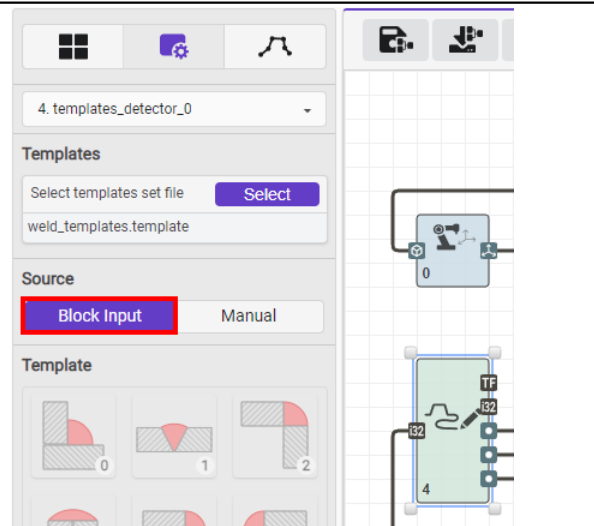 4. templates_detector_0
Templates
Select templates set file Select
weld_templates.template
Source
Block Input Manual
Template
0 1 2
0
TF
i32
i32
4